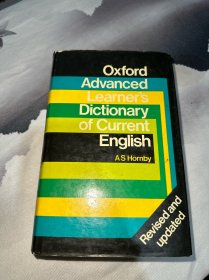 Oxford
Advanced
Learner's
Dictionary
of Current
English
A S Hornby
Revised and
updated